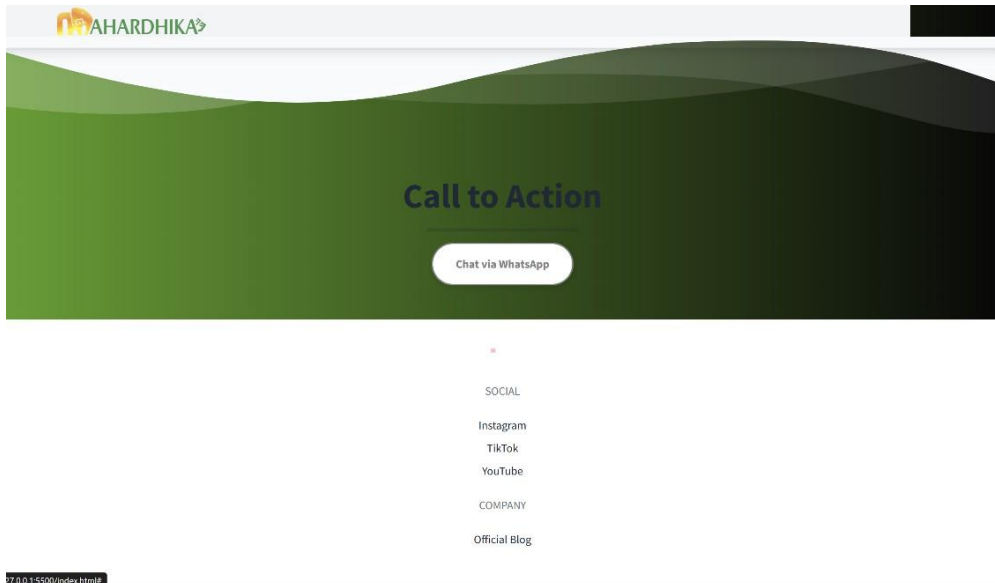 MAHARDHIKA
Call to Action
Chat via WhatsApp
SOCIAL
Instagram
TikTok
YouTube
COMPANY
Official Blog
27.0.0.1:5500/index.html#